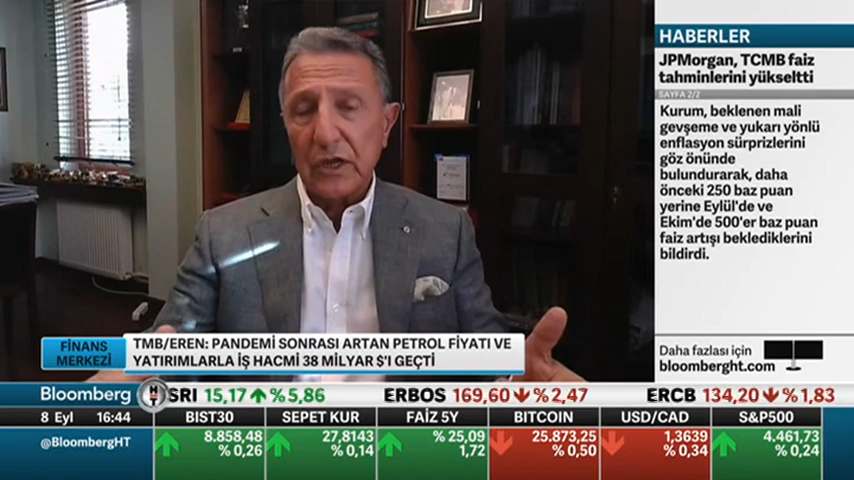 HABERLER
JPMorgan, TCMB faiz
tahminlerini yükseltti
SAYFA 2/2
Kurum, beklenen mali
gevşeme ve yukarı yönlü
enflasyon sürprizlerini
göz önünde
bulundurarak, daha
önceki 250 baz puan
yerine Eylül'de ve
Ekim'de 500'er baz puan
faiz artışı beklediklerini
bildirdi.
FİNANS
MERKEZİ
TMB/EREN: PANDEMİ SONRASI ARTAN PETROL FİYATI VE
YATIRIMLARLA İŞ HACMİ 38 MİLYAR $'I GEÇTİ
Daha fazlası için
bloomberght.com
Bloomberg H
SRI 15,17 %5,86 ERBOS 169,60 %2,47 ERCB 134,20 %1,83
8 Eyl 16:44
@BloombergHT
BIST30 SEPET KUR FAİZ 5Y BITCOIN USD/CAD S&P500
8.858,48 27,8143 %25,09 25.873,25 1,3639 4.461,73
%0,26 %0,14 1,72 %0,50 %0,34 %0,24